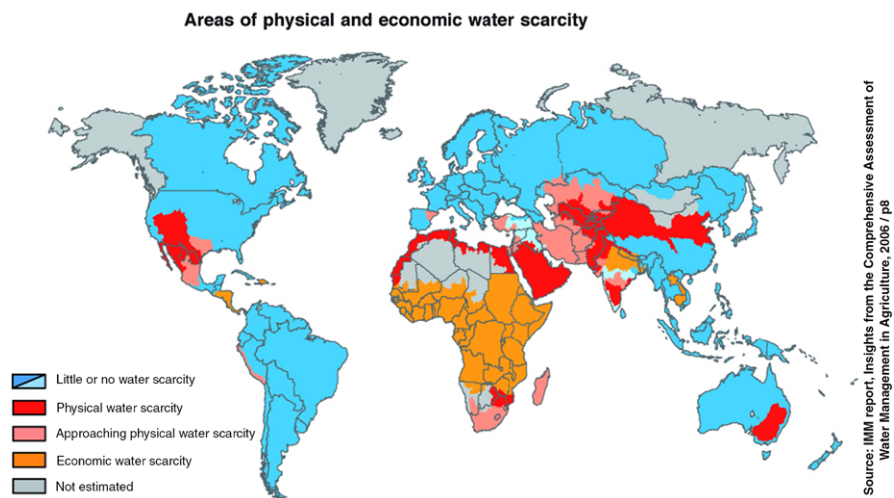 Areas of physical and economic water scarcity
Little or no water scarcity
Physical water scarcity
Approaching physical water scarcity
Economic water scarcity
Not estimated
Source: IMM report, Insights from the Comprehensive Assessment of
Water Management in Agriculture, 2006 / p8